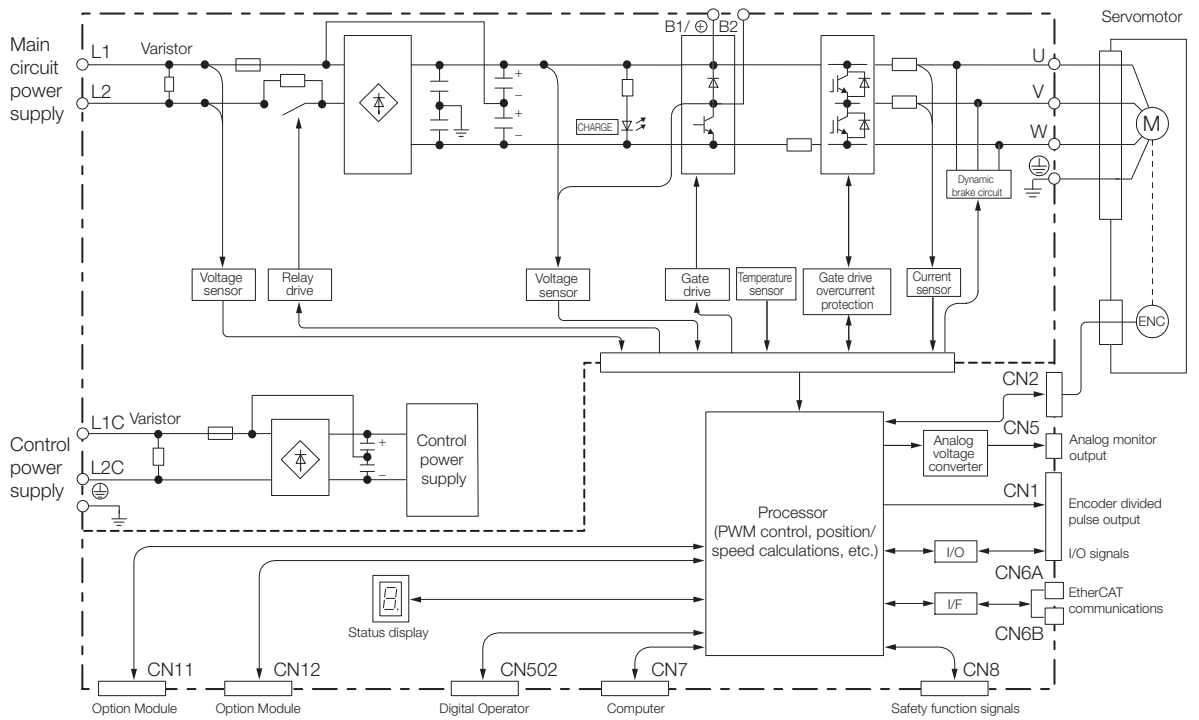 B1/ ⊕ B2
Servomotor
Main
circuit
power
supply
L1
Varistor
L2
+
−
+
−
CHARGE
U
V
W
M
Dynamic
brake circuit
Voltage
sensor
Relay
drive
Voltage
sensor
Gate
drive
Temperature
sensor
Gate drive
overcurrent
protection
Current
sensor
ENC
CN2
Control
power
supply
L1C
Varistor
L2C
+
−
Control
power
supply
Processor
(PWM control, position/
speed calculations, etc.)
Analog
voltage
converter
CN5
Analog monitor
output
CN1
Encoder divided
pulse output
I/O
I/O signals
CN6A
I/F
EtherCAT
communications
CN6B
8.
Status display
CN11
CN12
CN502
CN7
CN8
Option Module
Option Module
Digital Operator
Computer
Safety function signals